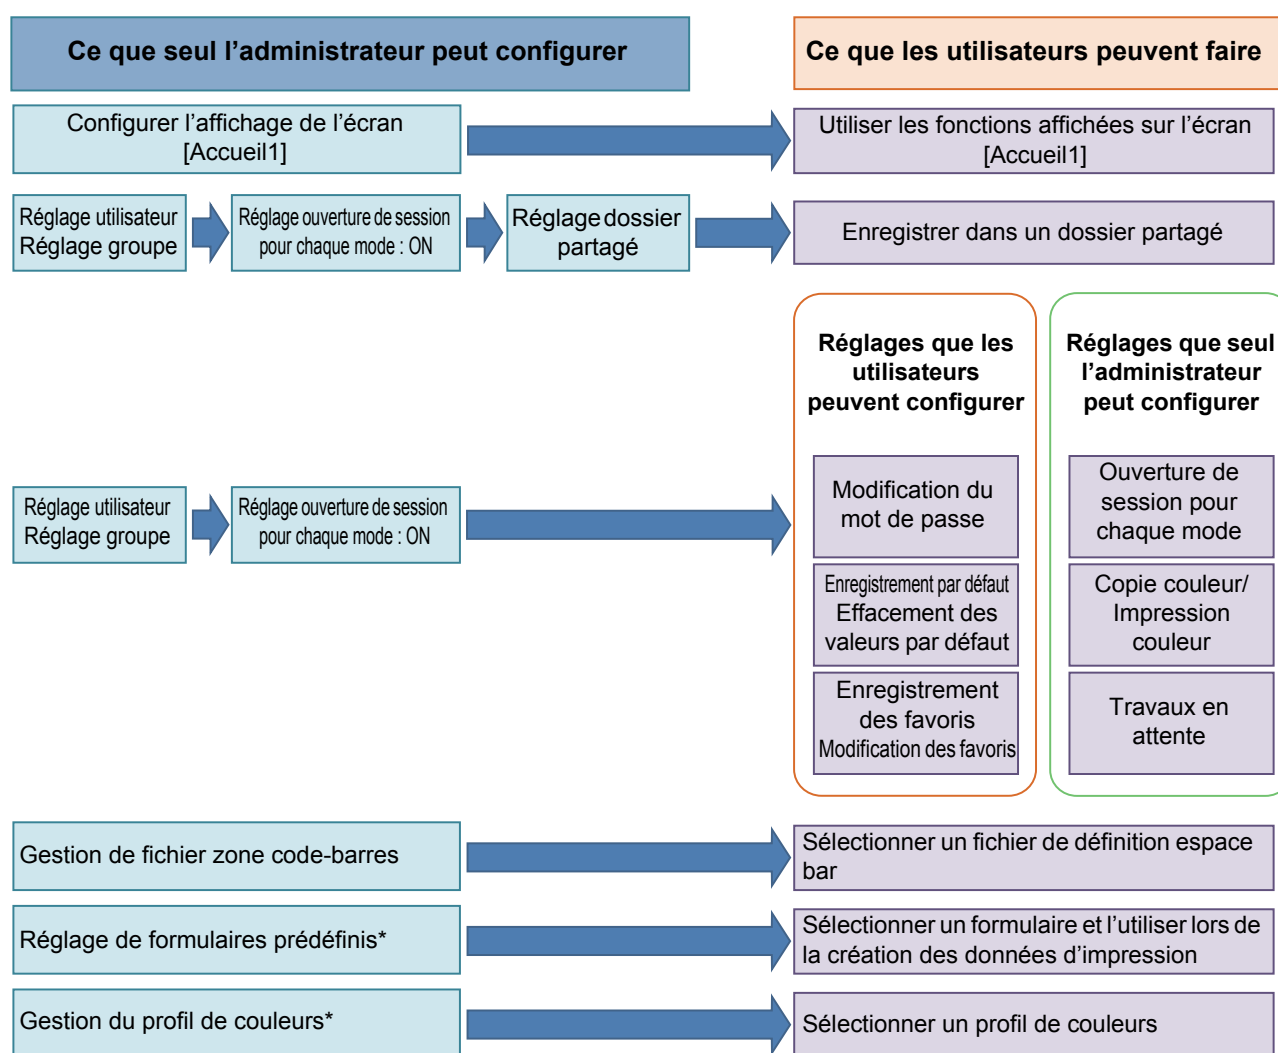 Ce que seul l’administrateur peut configurer
Ce que les utilisateurs peuvent faire
Configurer l’affichage de l’écran
[Accueil1]
Utiliser les fonctions affichées sur l’écran
[Accueil1]
Réglage utilisateur
Réglage groupe
Réglage ouverture de session
pour chaque mode : ON
Réglage dossier
partagé
Enregistrer dans un dossier partagé
Réglages que les
utilisateurs
peuvent configurer
Réglages que seul
l’administrateur
peut configurer
Réglage utilisateur
Réglage groupe
Réglage ouverture de session
pour chaque mode : ON
Modification du
mot de passe
Ouverture de
session pour
chaque mode
Enregistrement par défaut
Effacement des
valeurs par défaut
Copie couleur/
Impression
couleur
Enregistrement
des favoris
Modification des favoris
Travaux en
attente
Gestion de fichier zone code-barres
Sélectionner un fichier de définition espace
bar
Réglage de formulaires prédéfinis*
Sélectionner un formulaire et l’utiliser lors de
la création des données d’impression
Gestion du profil de couleurs*
Sélectionner un profil de couleurs